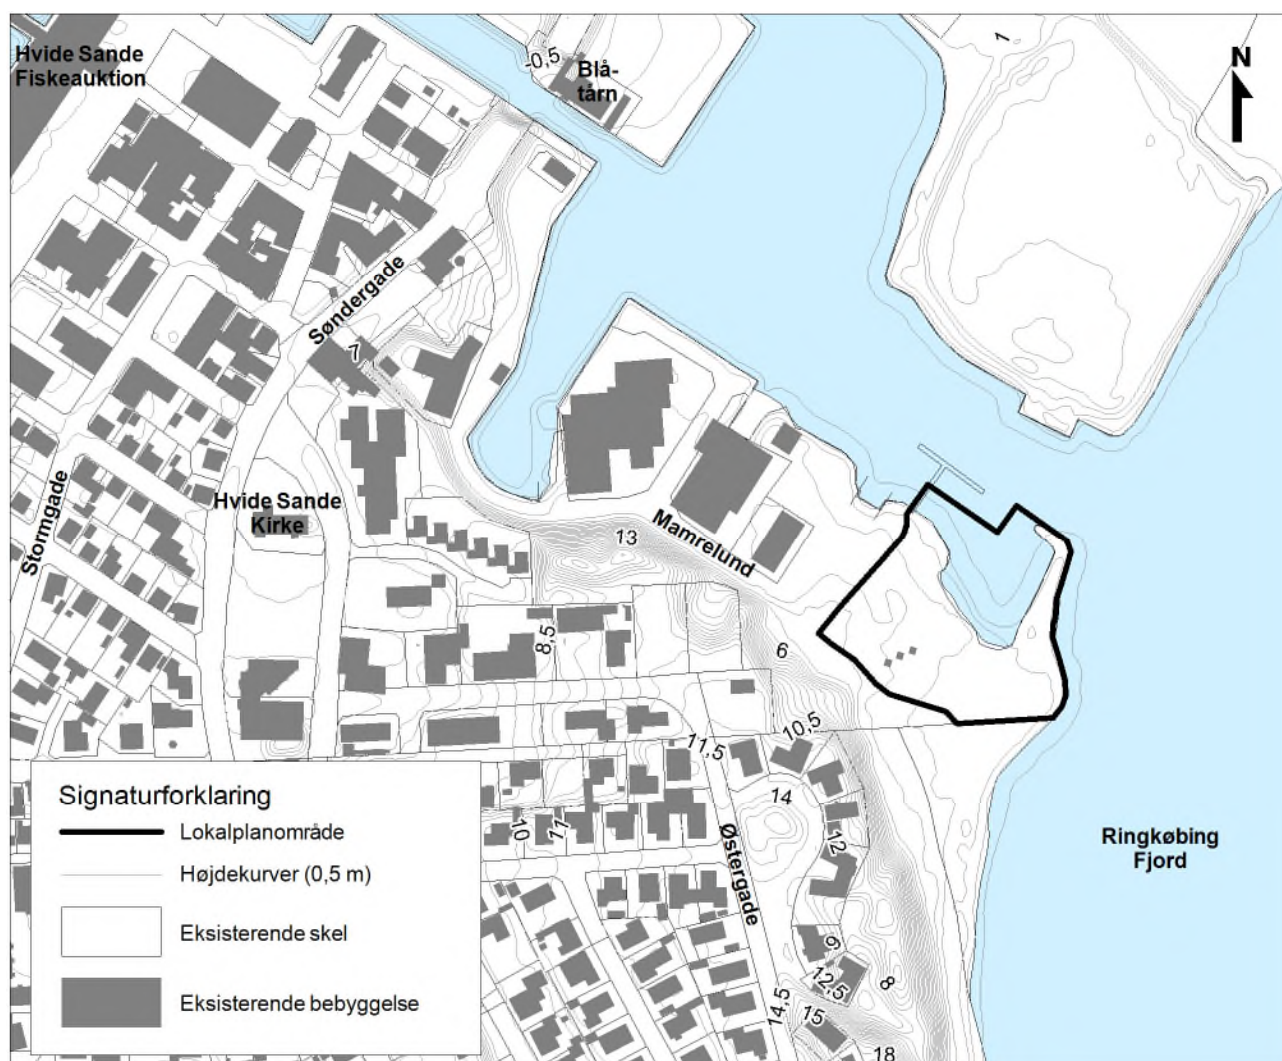 Hvide Sande
Fiskeauktion
-0,5
Blå-
tårn
1
N
Søndergade
7
Stormgade
Hvide Sande
Kirke
13
Mamrelund
8,5
6
10,5
11,5
14
Østergade
12
10
11
9
12,5
8
14,5
15
18
Ringkøbing
Fjord
Signaturforklaring
Lokalplanområde
Højdekurver (0,5 m)
Eksisterende skel
Eksisterende bebyggelse